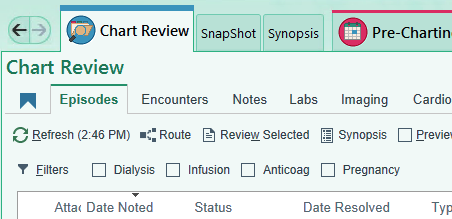 Chart Review SnapShot Synopsis Pre-Charting
Chart Review
Episodes Encounters Notes Labs Imaging Cardio
Refresh (2:46 PM) Route Review Selected Synopsis Preview
Filters Dialysis Infusion Anticoag Pregnancy
Attac Date Noted Status Date Resolved Typ